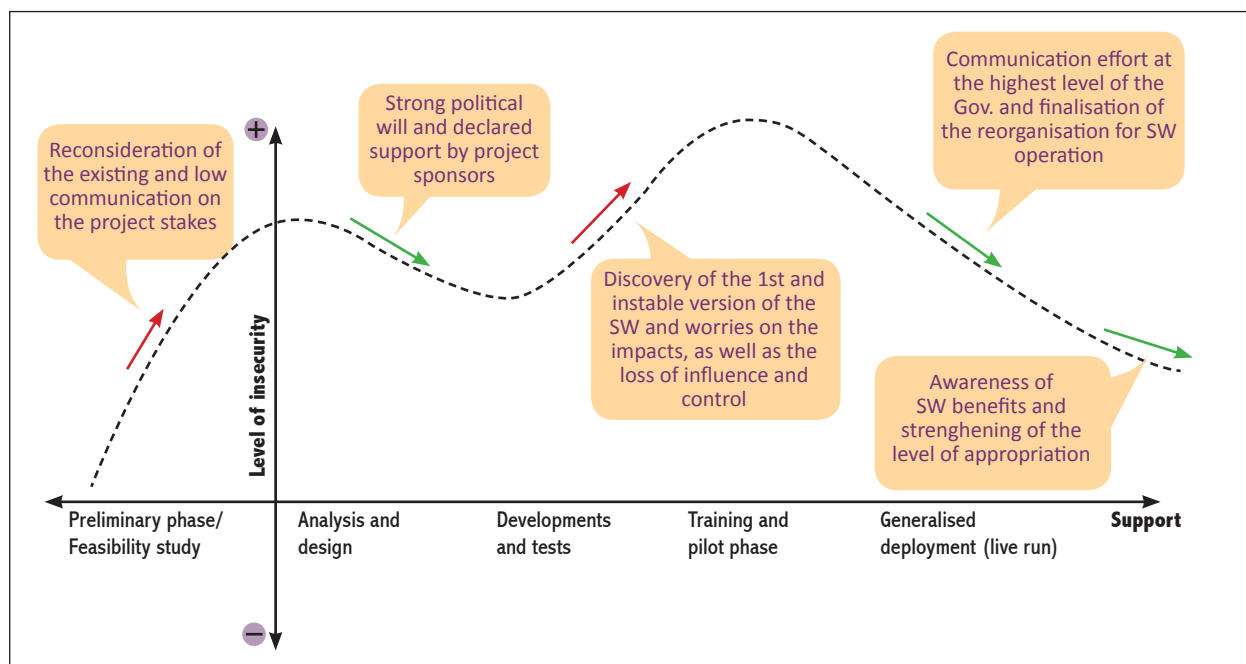 Communication effort at
the highest level of the
Gov. and finalisation of
the reorganisation for SW
operation
Strong political
will and declared
support by project
sponsors
+
Reconsideration of
the existing and low
communication on
the project stakes
Discovery of the 1st and
instable version of the
SW and worries on the
impacts, as well as the
loss of influence and
control
Level of insecurity
Awareness of
SW benefits and
strenghening of the
level of appropriation
Preliminary phase/
Feasibility study
Analysis and
design
Developments
and tests
Training and
pilot phase
Generalised
deployment (live run)
Support
−